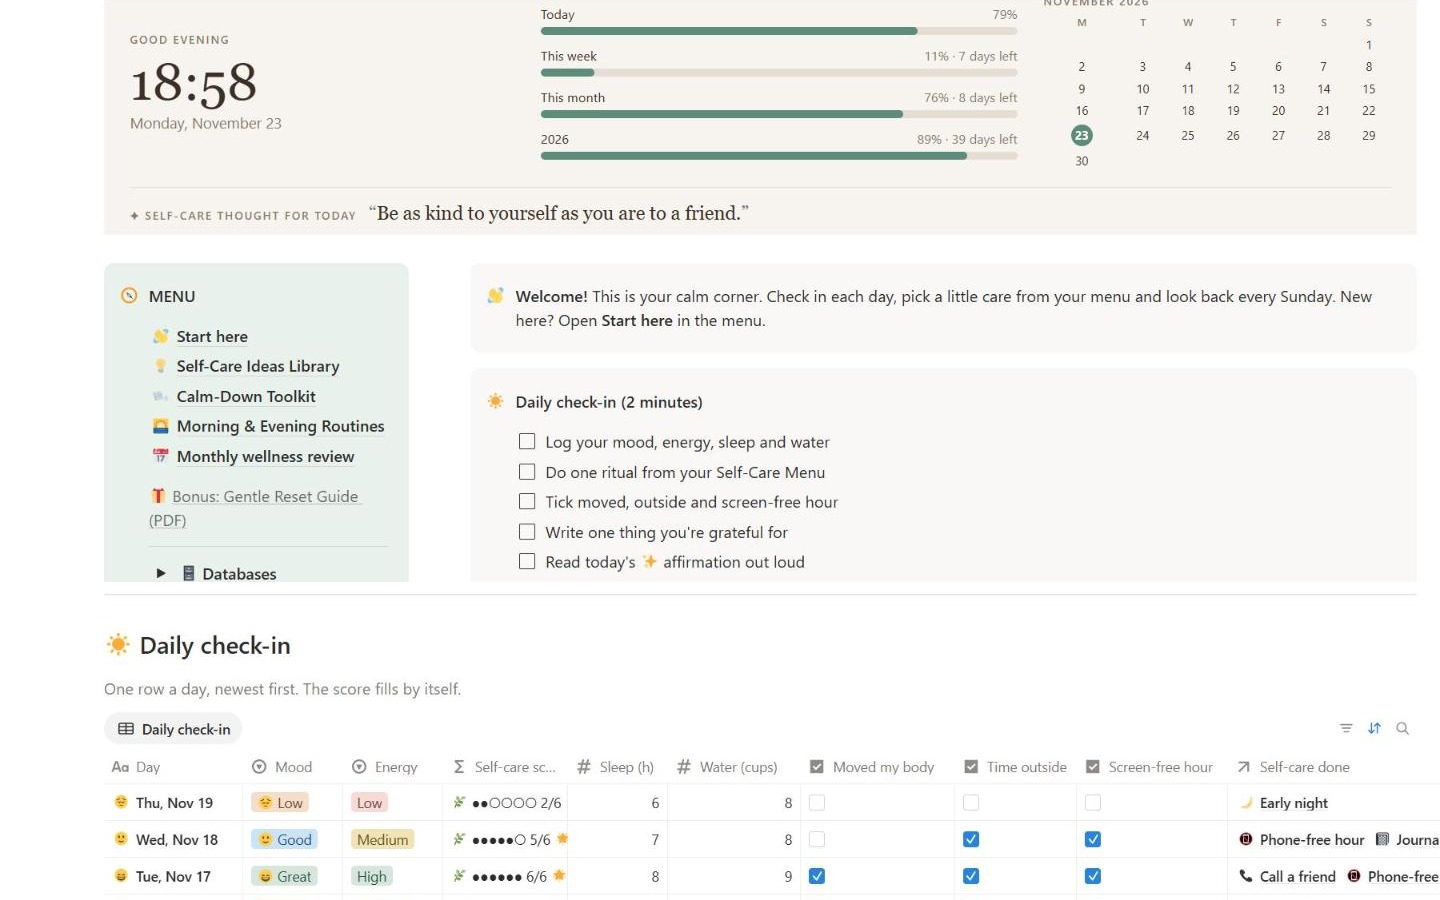 NOVEMBER 2026
GOOD EVENING
18:58
Monday, November 23
Today 79%
This week 11% · 7 days left
This month 76% · 8 days left
2026 89% · 39 days left
M T W T F S S
1
2 3 4 5 6 7 8
9 10 11 12 13 14 15
16 17 18 19 20 21 22
23 24 25 26 27 28 29
30
✦ SELF-CARE THOUGHT FOR TODAY “Be as kind to yourself as you are to a friend.”
MENU
Start here
Self-Care Ideas Library
Calm-Down Toolkit
Morning & Evening Routines
Monthly wellness review
Bonus: Gentle Reset Guide
(PDF)
Databases
Welcome! This is your calm corner. Check in each day, pick a little care from your menu and look back every Sunday. New
here? Open Start here in the menu.
Daily check-in (2 minutes)
Log your mood, energy, sleep and water
Do one ritual from your Self-Care Menu
Tick moved, outside and screen-free hour
Write one thing you're grateful for
Read today's ✨ affirmation out loud
Daily check-in
One row a day, newest first. The score fills by itself.
Daily check-in
Aa Day Mood Energy Σ Self-care sc... # Sleep (h) # Water (cups) Moved my body Time outside Screen-free hour Self-care done
Thu, Nov 19 Low Low ●●○○○○ 2/6 6 8 Early night
Wed, Nov 18 Good Medium ●●●●●○ 5/6 7 8 Phone-free hour Journa
Tue, Nov 17 Great High ●●●●●● 6/6 8 9 Call a friend Phone-free